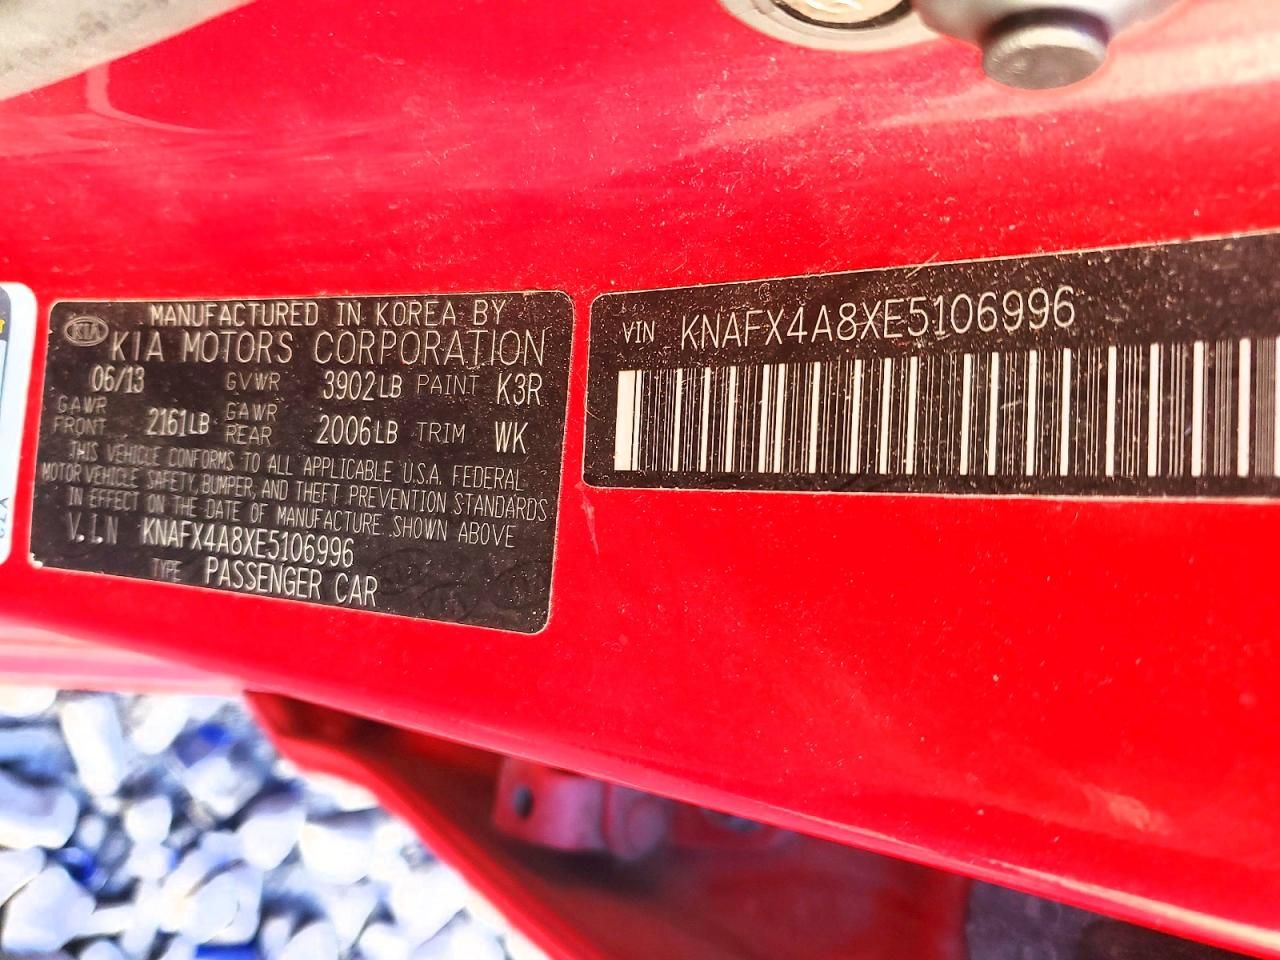 MANUFACTURED IN KOREA BY
KIA KIA MOTORS CORPORATION
06/13 GVWR 3902LB PAINT K3R
GAWR FRONT 2161LB GAWR REAR 2006LB TRIM WK
THIS VEHICLE CONFORMS TO ALL APPLICABLE U.S.A. FEDERAL
MOTOR VEHICLE SAFETY, BUMPER, AND THEFT PREVENTION STANDARDS
IN EFFECT ON THE DATE OF MANUFACTURE SHOWN ABOVE
V.I.N KNAFX4A8XE5106996
TYPE PASSENGER CAR
VIN KNAFX4A8XE5106996